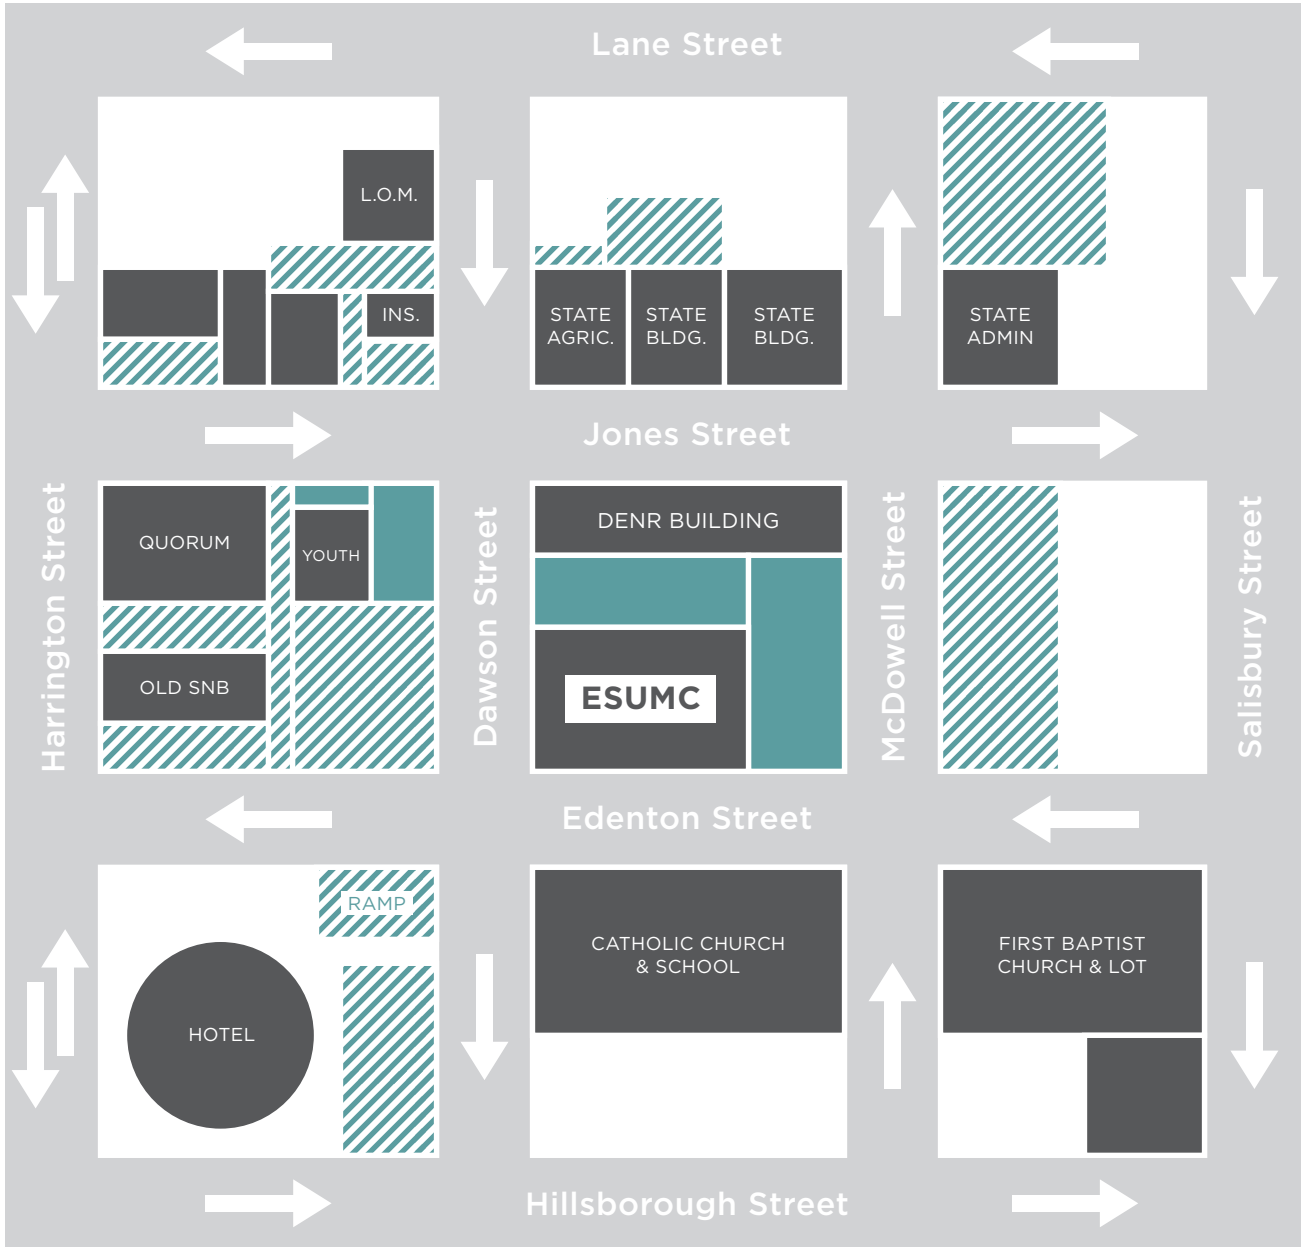 Lane Street
L.O.M.
INS.
STATE
AGRIC.
STATE
BLDG.
STATE
BLDG.
STATE
ADMIN
Jones Street
Harrington Street
QUORUM
YOUTH
OLD SNB
Dawson Street
DENR BUILDING
ESUMC
McDowell Street
Salisbury Street
Edenton Street
RAMP
HOTEL
CATHOLIC CHURCH
& SCHOOL
FIRST BAPTIST
CHURCH & LOT
Hillsborough Street